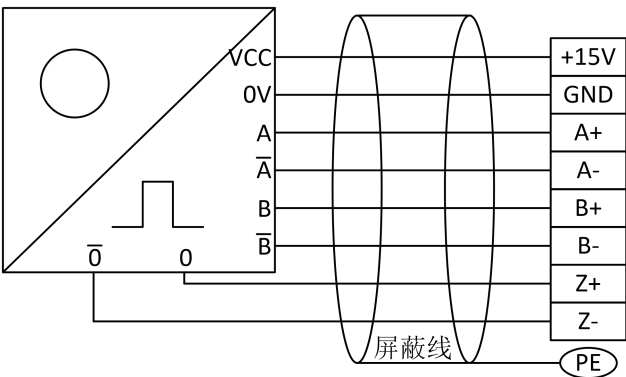 VCC
+15V
0V
GND
A
A+
A̅
A-
B
B+
B̅
B-
0̅
0
Z+
Z-
屏蔽线
PE